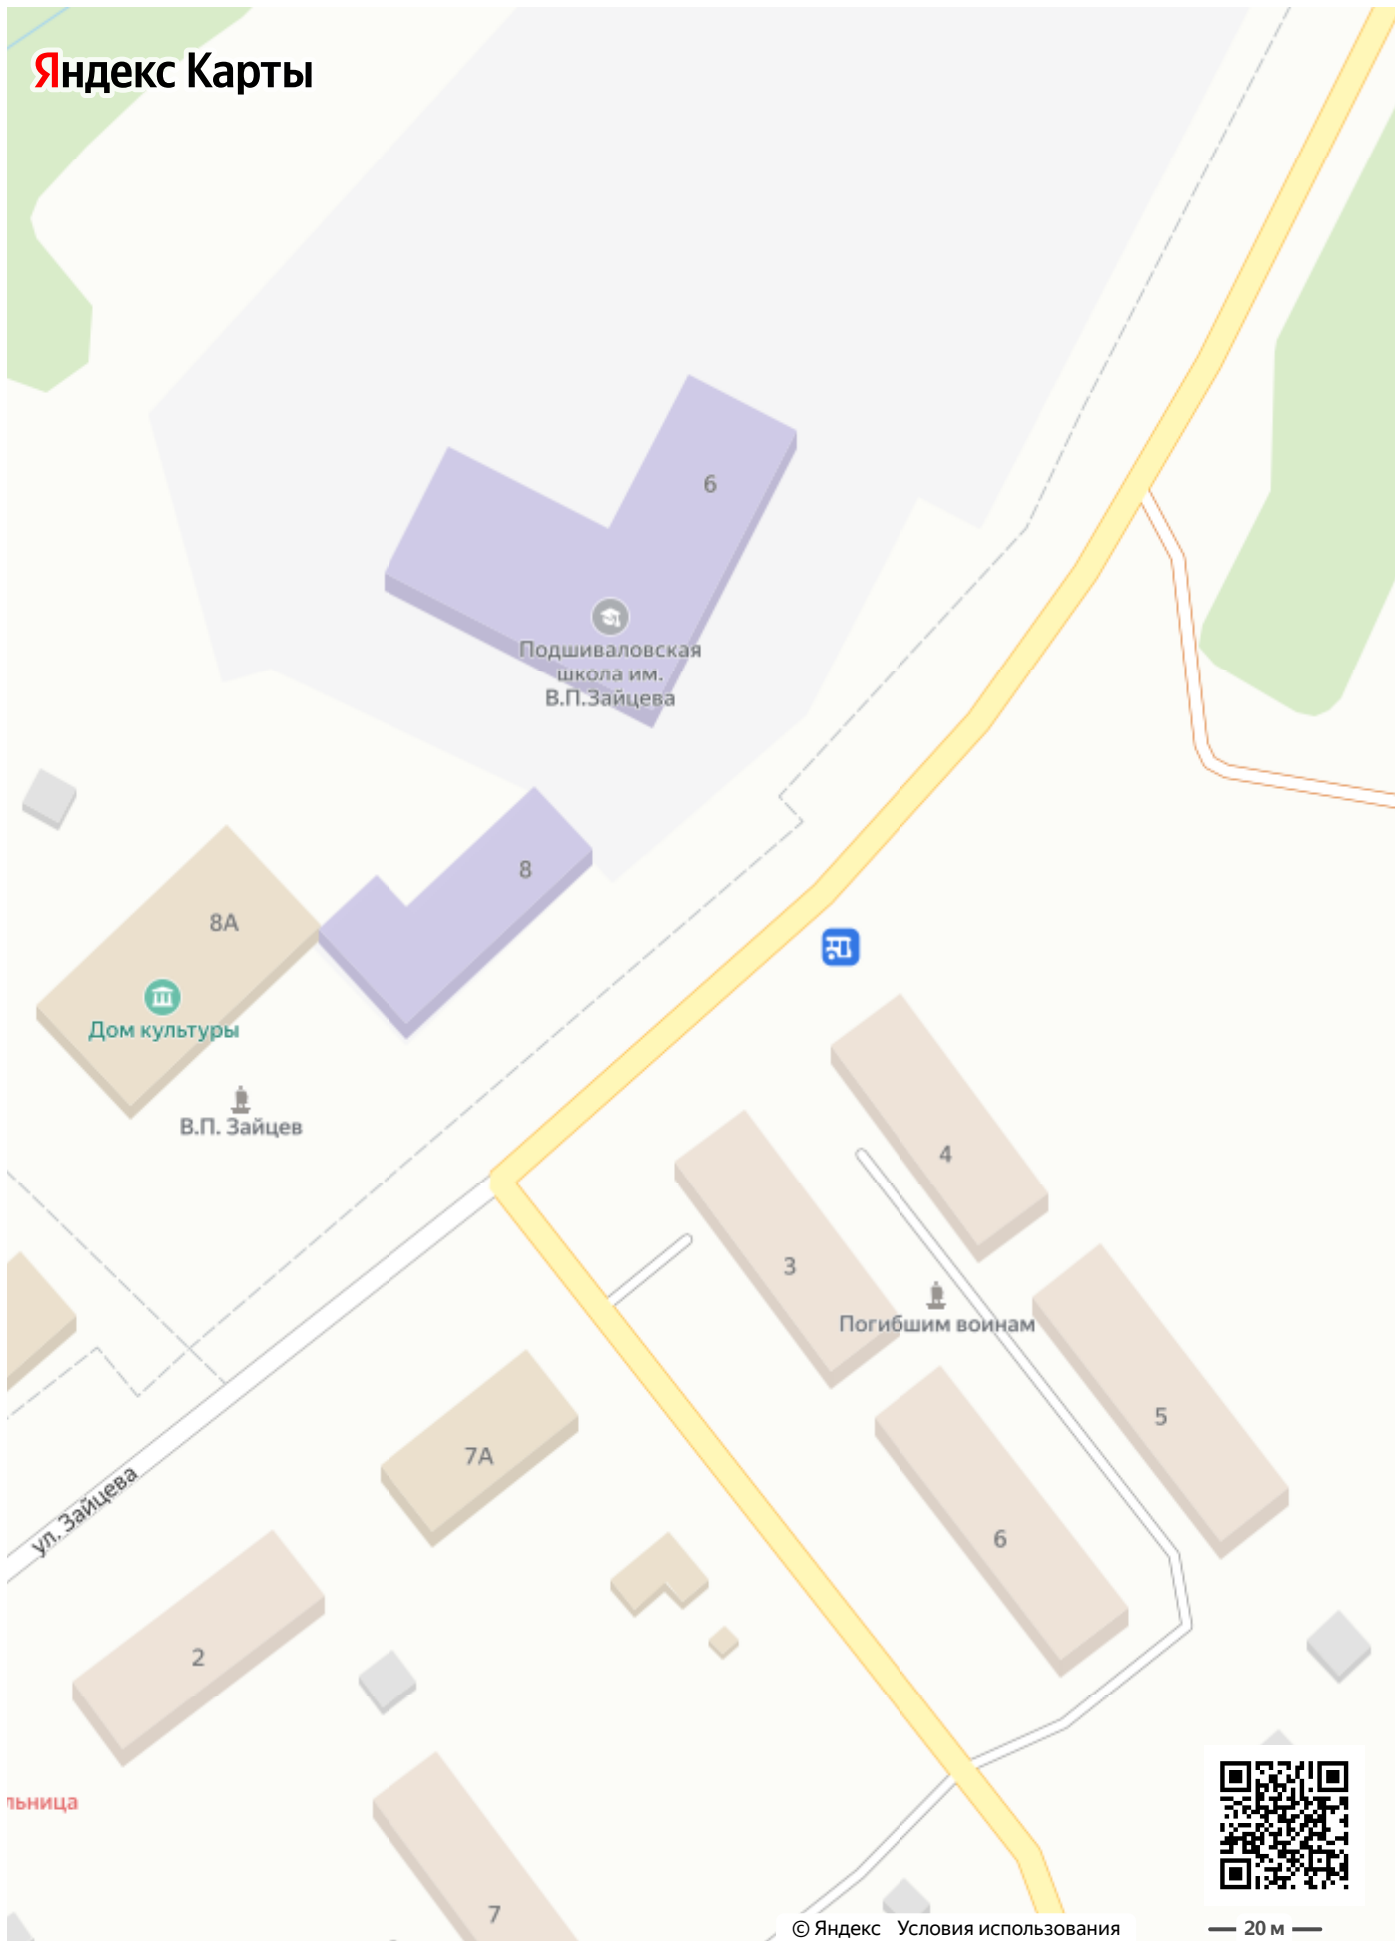 Яндекс Карты
6
Подшиваловская
школа им.
В.П.Зайцева
8
8А
Дом культуры
В.П. Зайцев
4
3
Погибшим воинам
5
7А
6
ул. Зайцева
2
льница
7
© Яндекс Условия использования
20 м